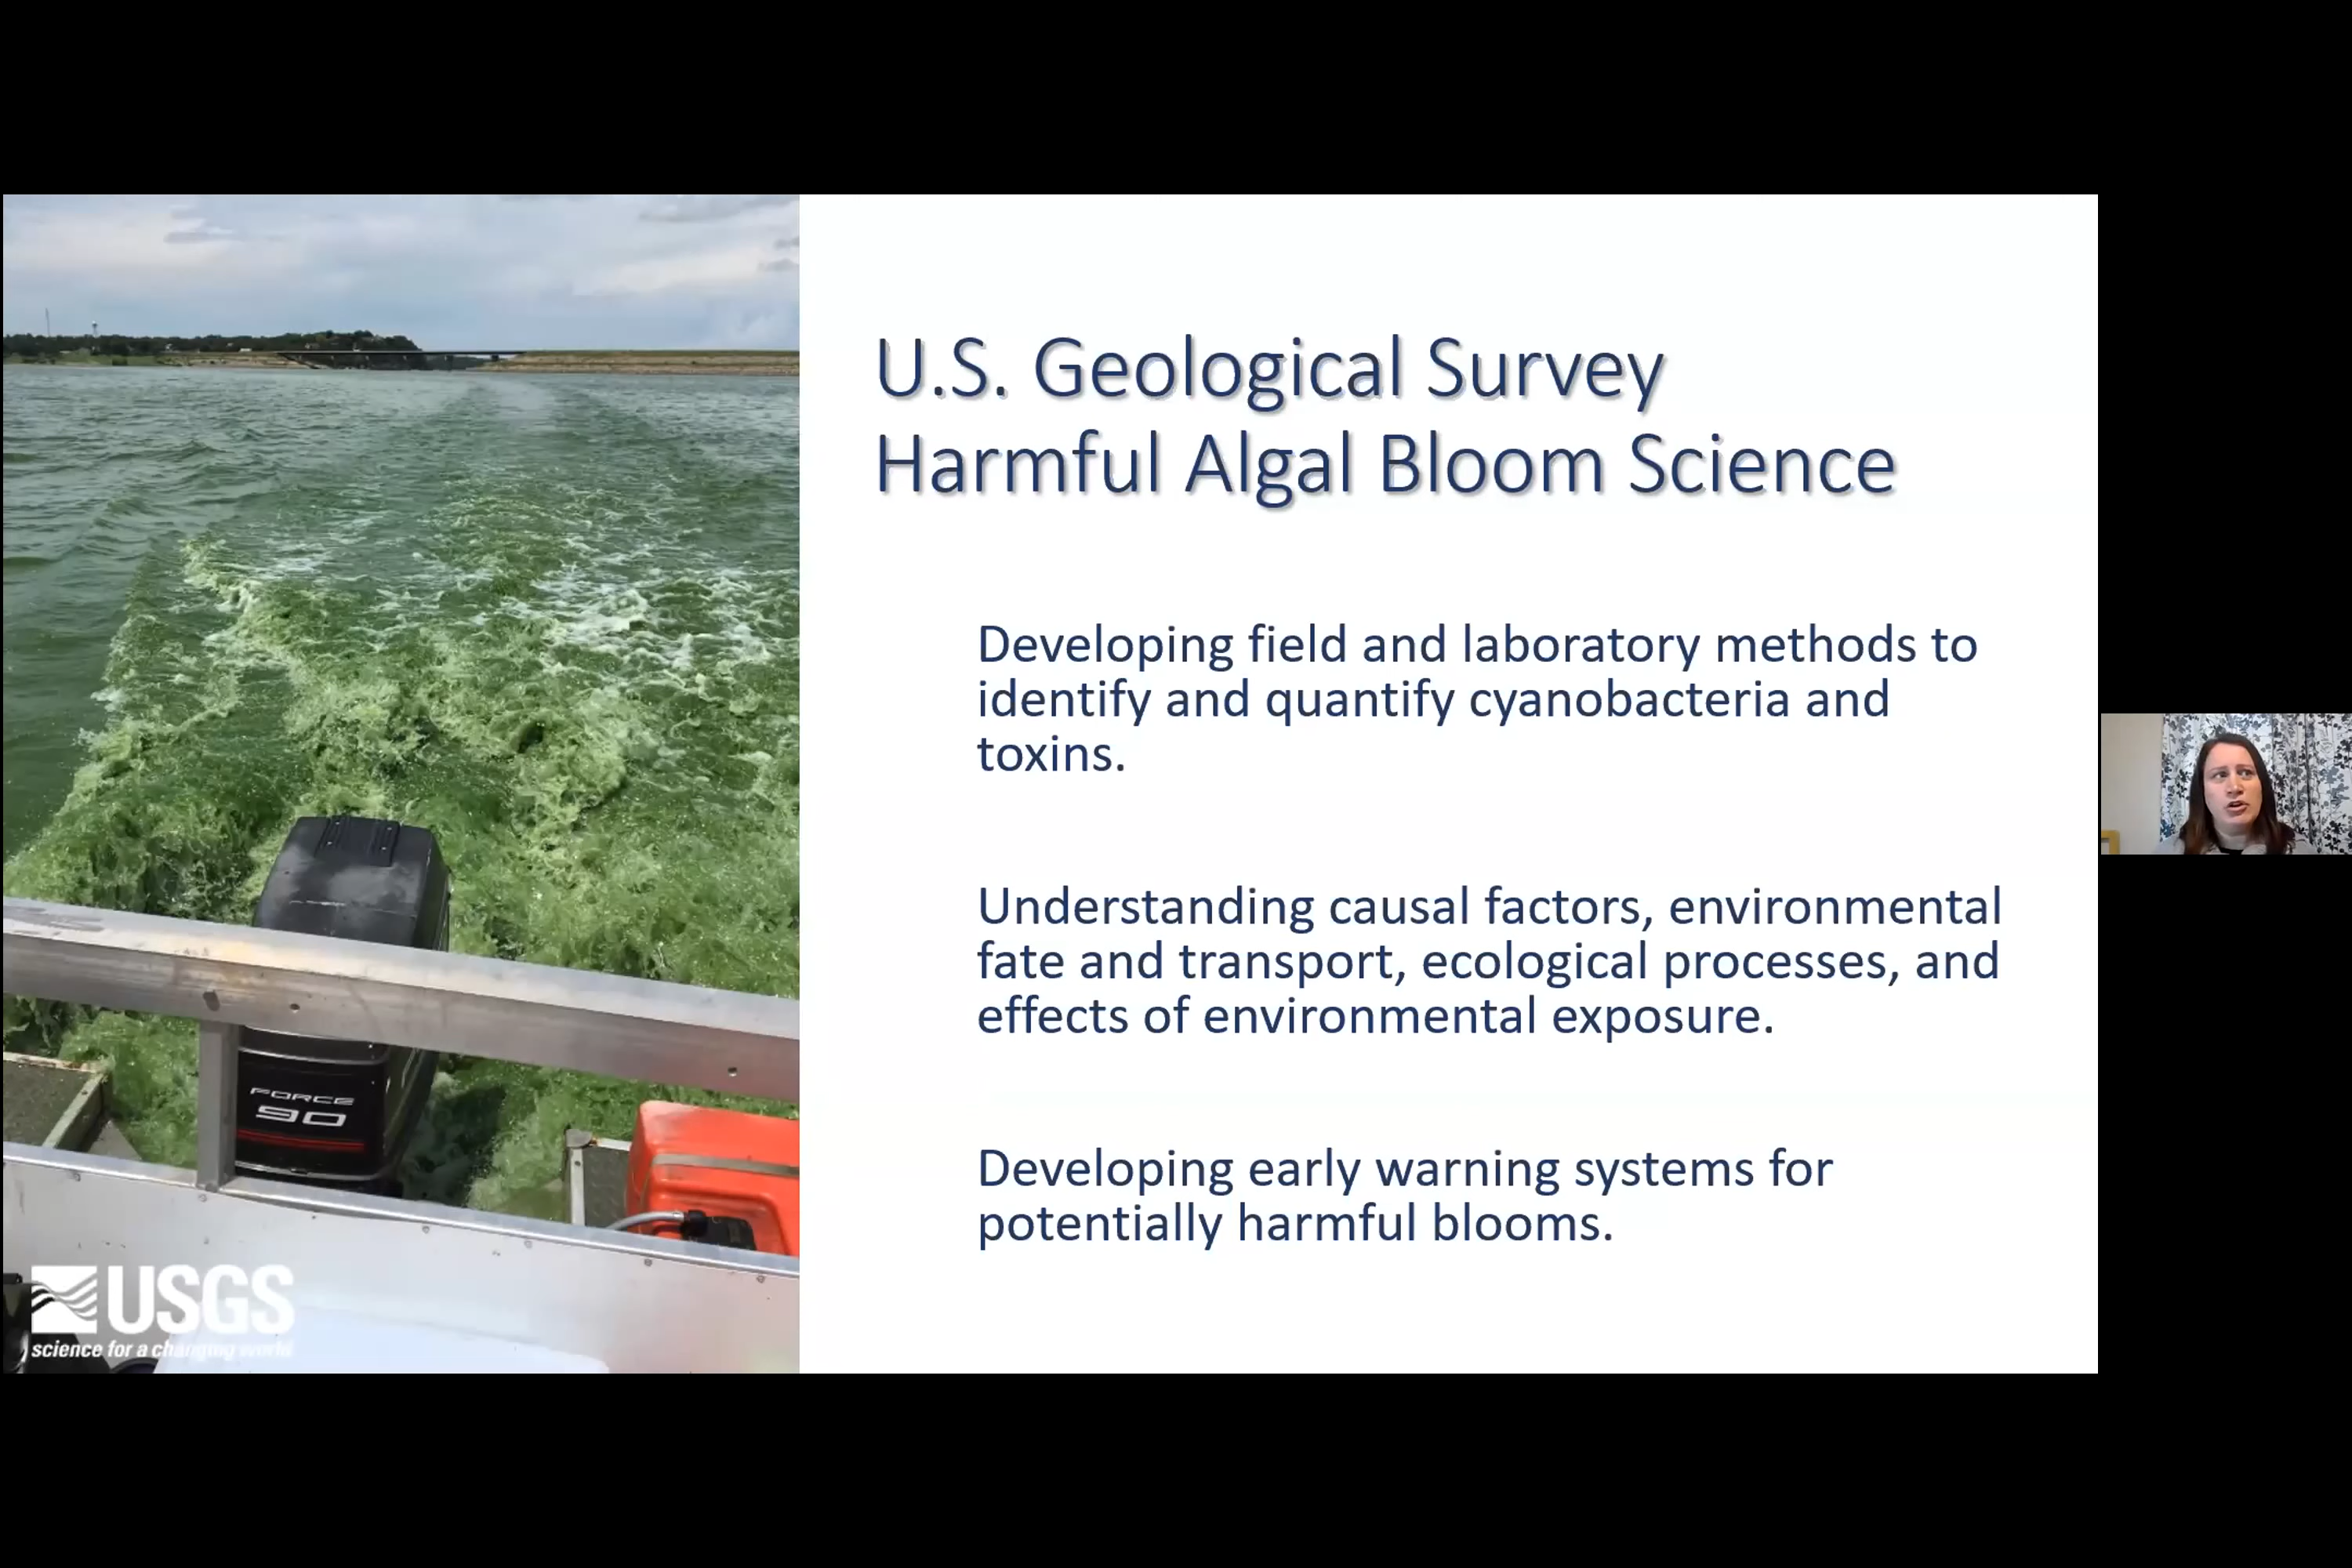 U.S. Geological Survey
Harmful Algal Bloom Science
Developing field and laboratory methods to
identify and quantify cyanobacteria and
toxins.
Understanding causal factors, environmental
fate and transport, ecological processes, and
effects of environmental exposure.
Developing early warning systems for
potentially harmful blooms.
FORCE
90
USGS
science for a changing world